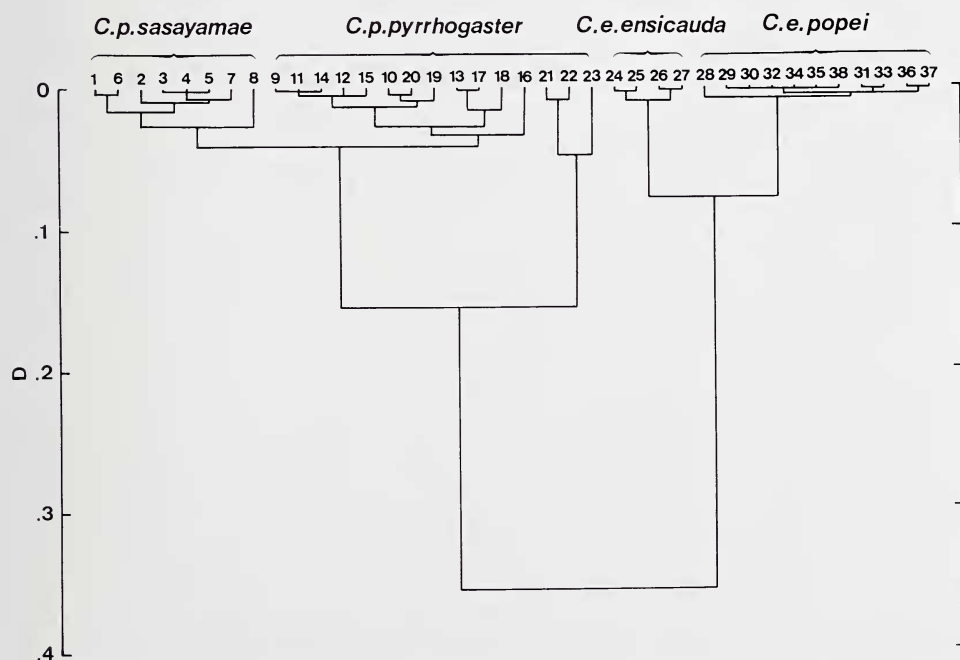 C.p.sasayamae C.p.pyrrhogaster C.e.ensicauda C.e.popei
1 6 2 3 4 5 7 8 9 11 14 12 15 10 20 19 13 17 18 16 21 22 23 24 25 26 27 28 29 30 32 34 35 38 31 33 36 37
0
.1
D .2
.3
.4